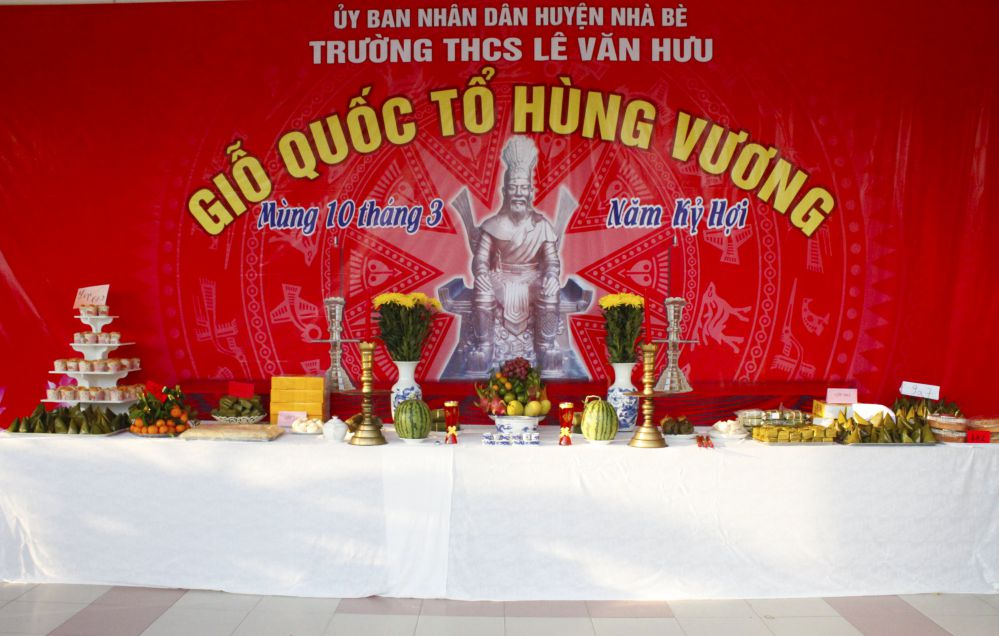 ỦY BAN NHÂN DÂN HUYỆN NHÀ BÈ
TRƯỜNG THCS LÊ VĂN HƯU
GIỖ QUỐC TỔ HÙNG VƯƠNG
Mùng 10 tháng 3
Năm Kỷ Hợi